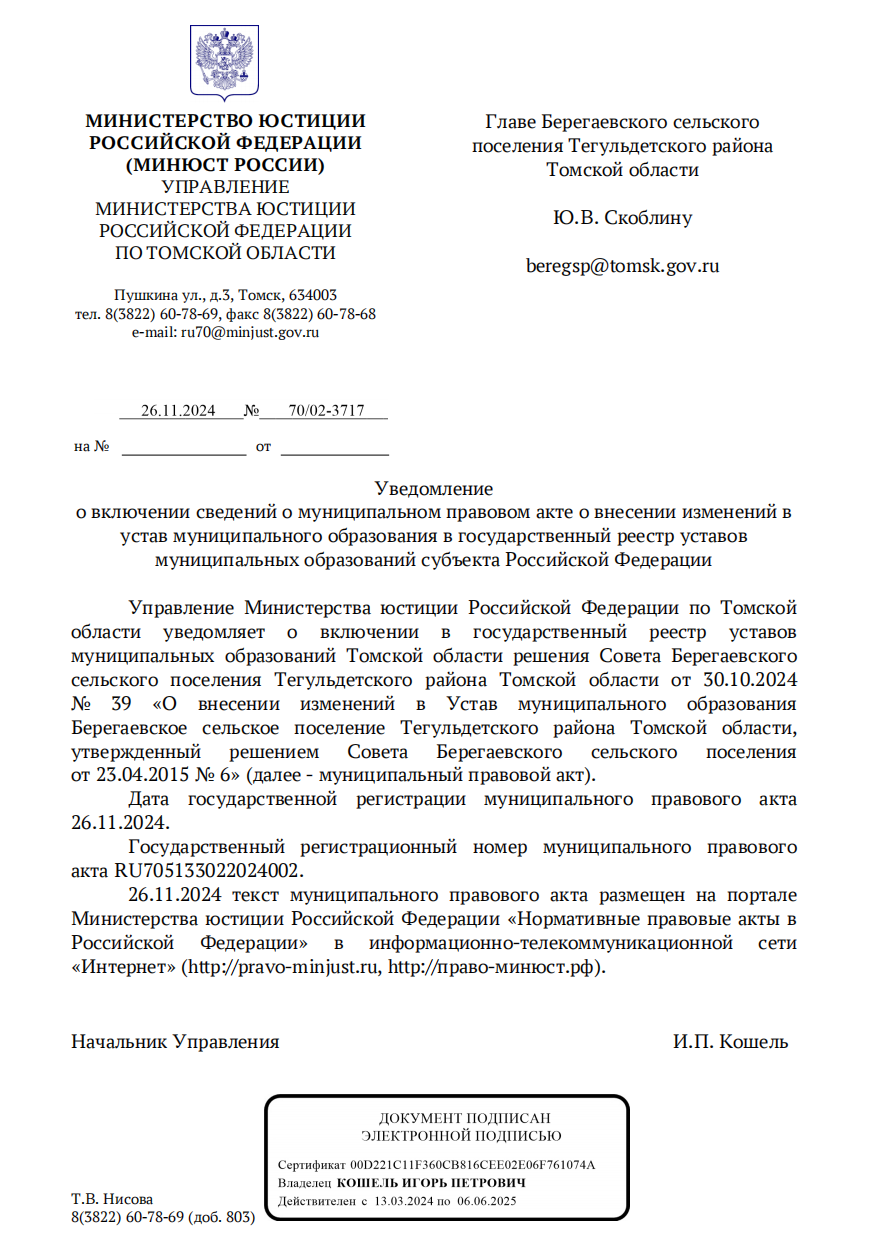 МИНИСТЕРСТВО ЮСТИЦИИ
РОССИЙСКОЙ ФЕДЕРАЦИИ
(МИНЮСТ РОССИИ)
УПРАВЛЕНИЕ
МИНИСТЕРСТВА ЮСТИЦИИ
РОССИЙСКОЙ ФЕДЕРАЦИИ
ПО ТОМСКОЙ ОБЛАСТИ
Пушкина ул., д.3, Томск, 634003
тел. 8(3822) 60-78-69, факс 8(3822) 60-78-68
e-mail: ru70@minjust.gov.ru
26.11.2024 № 70/02-3717
на № от
Главе Берегаевского сельского
поселения Тегульдетского района
Томской области
Ю.В. Скоблину
beregsp@tomsk.gov.ru
Уведомление
о включении сведений о муниципальном правовом акте о внесении изменений в
устав муниципального образования в государственный реестр уставов
муниципальных образований субъекта Российской Федерации
Управление Министерства юстиции Российской Федерации по Томской
области уведомляет о включении в государственный реестр уставов
муниципальных образований Томской области решения Совета Берегаевского
сельского поселения Тегульдетского района Томской области от 30.10.2024
№ 39 «О внесении изменений в Устав муниципального образования
Берегаевское сельское поселение Тегульдетского района Томской области,
утвержденный решением Совета Берегаевского сельского поселения
от 23.04.2015 № 6» (далее - муниципальный правовой акт).
Дата государственной регистрации муниципального правового акта
26.11.2024.
Государственный регистрационный номер муниципального правового
акта RU705133022024002.
26.11.2024 текст муниципального правового акта размещен на портале
Министерства юстиции Российской Федерации «Нормативные правовые акты в
Российской Федерации» в информационно-телекоммуникационной сети
«Интернет» (http://pravo-minjust.ru, http://право-минюст.рф).
Начальник Управления И.П. Кошель
ДОКУМЕНТ ПОДПИСАН
ЭЛЕКТРОННОЙ ПОДПИСЬЮ
Сертификат 00D221C11F360CB816CEE02E06F761074A
Владелец КОШЕЛЬ ИГОРЬ ПЕТРОВИЧ
Действителен с 13.03.2024 по 06.06.2025
Т.В. Нисова
8(3822) 60-78-69 (доб. 803)